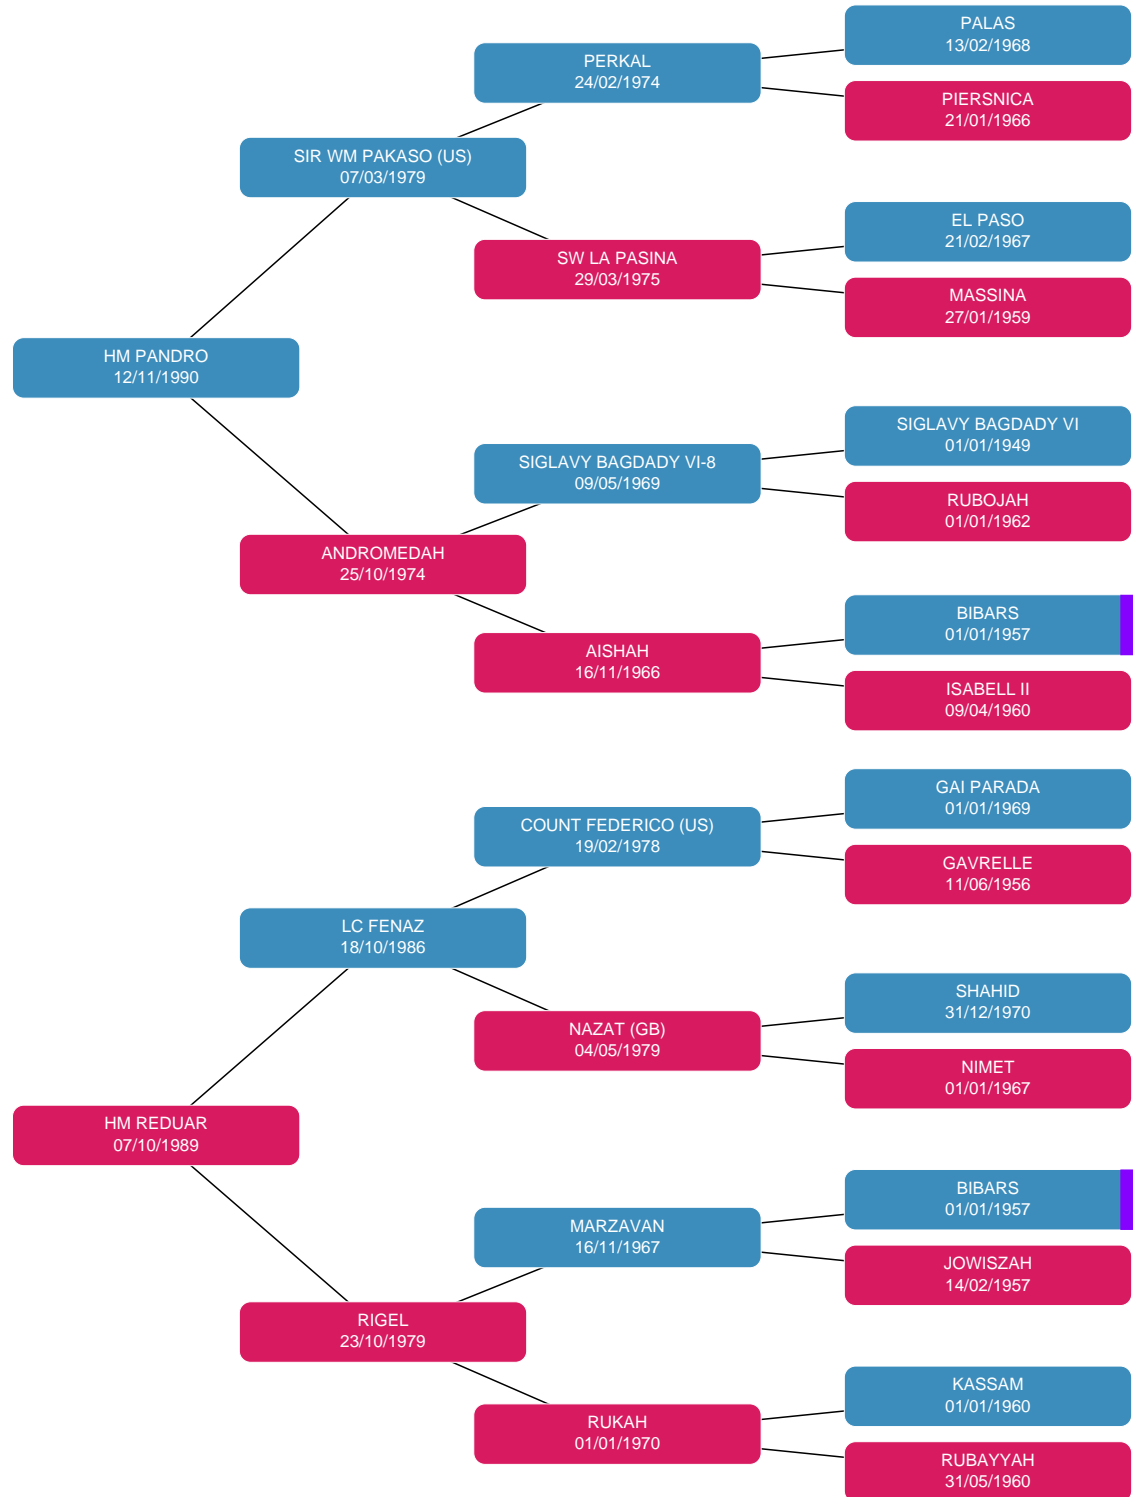 PALAS
13/02/1968
PERKAL
24/02/1974
PIERSNICA
21/01/1966
SIR WM PAKASO (US)
07/03/1979
EL PASO
21/02/1967
SW LA PASINA
29/03/1975
MASSINA
27/01/1959
HM PANDRO
12/11/1990
SIGLAVY BAGDADY VI
01/01/1949
SIGLAVY BAGDADY VI-8
09/05/1969
RUBOJAH
01/01/1962
ANDROMEDAH
25/10/1974
BIBARS
01/01/1957
AISHAH
16/11/1966
ISABELL II
09/04/1960
GAI PARADA
01/01/1969
COUNT FEDERICO (US)
19/02/1978
GAVRELLE
11/06/1956
LC FENAZ
18/10/1986
SHAHID
31/12/1970
NAZAT (GB)
04/05/1979
NIMET
01/01/1967
HM REDUAR
07/10/1989
BIBARS
01/01/1957
MARZAVAN
16/11/1967
JOWISZAH
14/02/1957
RIGEL
23/10/1979
KASSAM
01/01/1960
RUKAH
01/01/1970
RUBAYYAH
31/05/1960